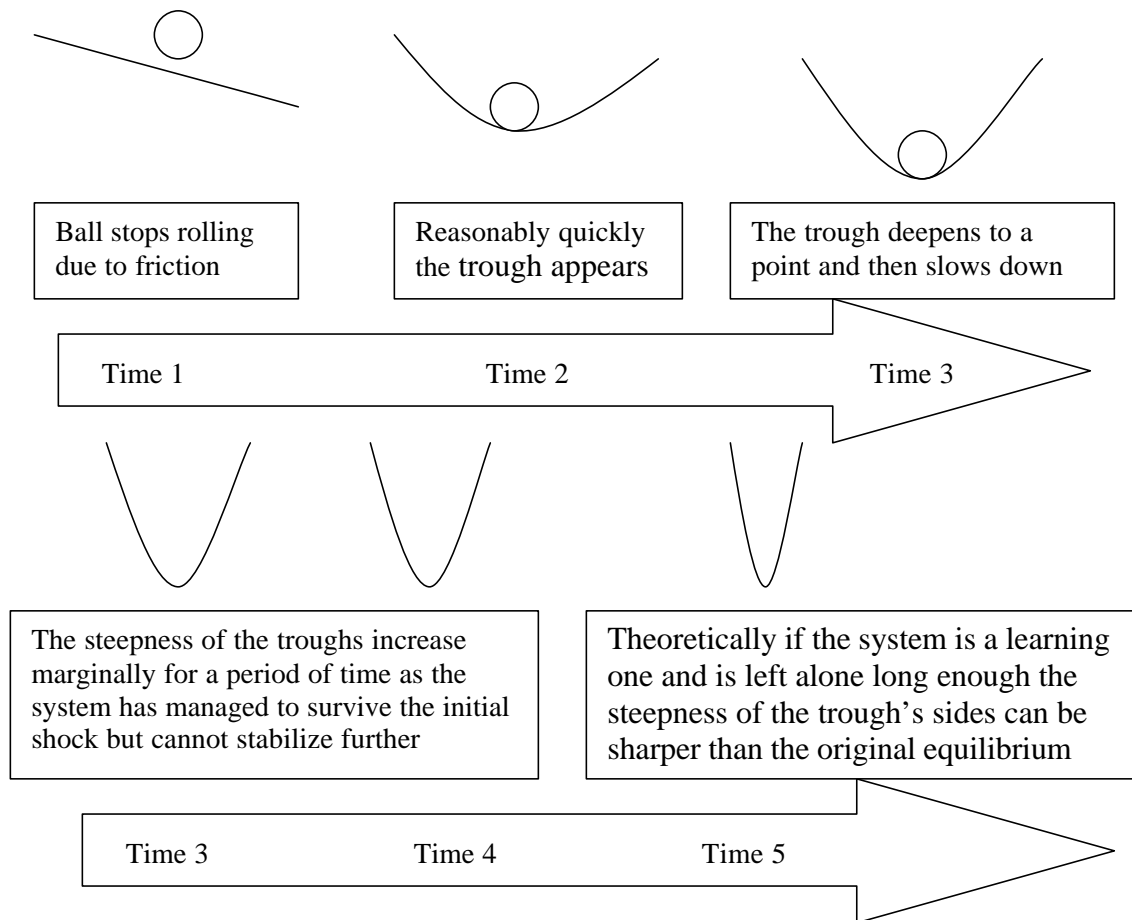 Ball stops rolling
due to friction
Reasonably quickly
the trough appears
The trough deepens to a
point and then slows down
Time 1
Time 2
Time 3
The steepness of the troughs increase
marginally for a period of time as the
system has managed to survive the initial
shock but cannot stabilize further
Theoretically if the system is a learning
one and is left alone long enough the
steepness of the trough’s sides can be
sharper than the original equilibrium
Time 3
Time 4
Time 5